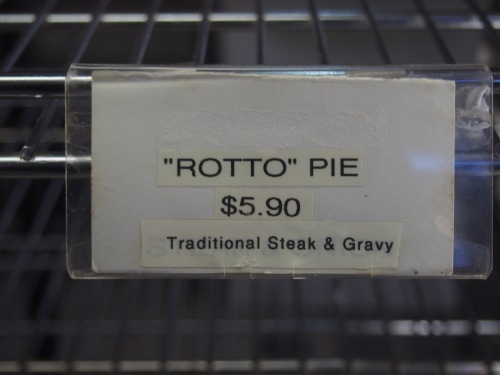 "ROTTO" PIE
$5.90
Traditional Steak & Gravy